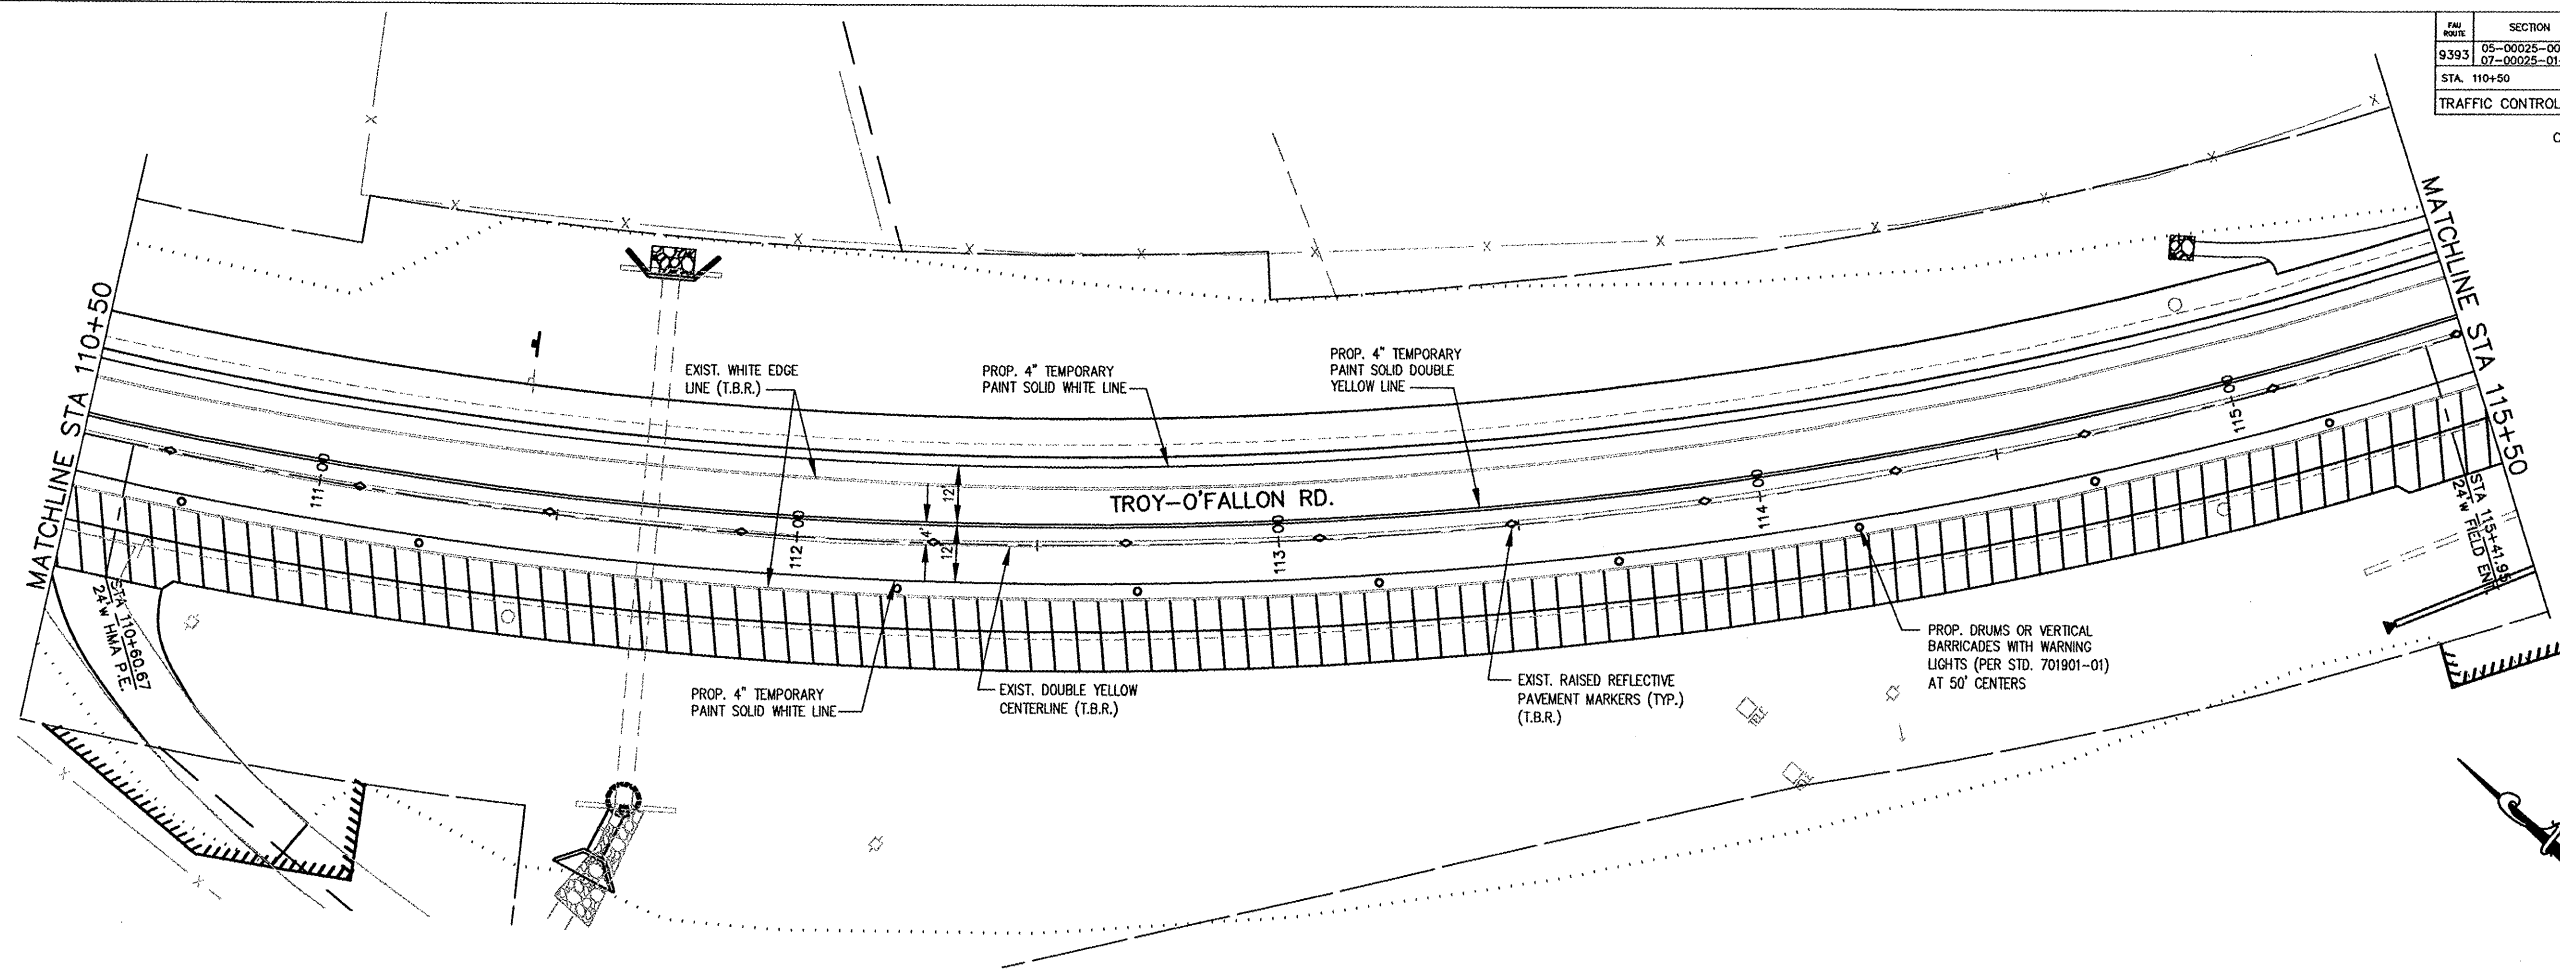 FAU
ROUTE
SECTION
9393
05-00025-00
07-00025-01-
STA. 110+50
TRAFFIC CONTROL
MATCHLINE STA 110+50
MATCHLINE STA 115+50
EXIST. WHITE EDGE
LINE (T.B.R.)
PROP. 4" TEMPORARY
PAINT SOLID WHITE LINE
PROP. 4" TEMPORARY
PAINT SOLID DOUBLE
YELLOW LINE
TROY-O'FALLON RD.
12'
4'
12'
111+00
112+00
113+00
114+00
115+00
STA 110+60.67
24'w HMA P.E.
STA 115+41.95
24'w FIELD ENT.
PROP. 4" TEMPORARY
PAINT SOLID WHITE LINE
EXIST. DOUBLE YELLOW
CENTERLINE (T.B.R.)
EXIST. RAISED REFLECTIVE
PAVEMENT MARKERS (TYP.)
(T.B.R.)
PROP. DRUMS OR VERTICAL
BARRICADES WITH WARNING
LIGHTS (PER STD. 701901-01)
AT 50' CENTERS